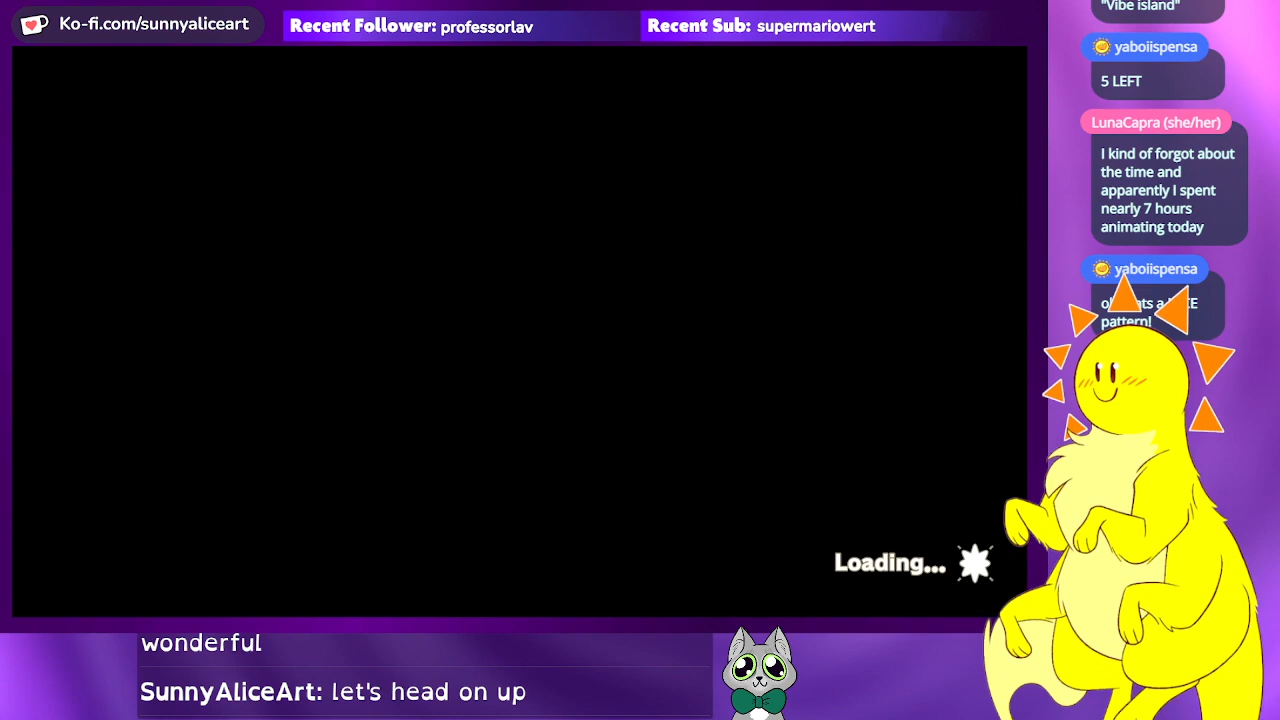 Ko-fi.com/sunnyaliceart
Recent Follower: professorlav
Recent Sub: supermariowert
"Vibe island"
yaboiispensa
5 LEFT
LunaCapra (she/her)
I kind of forgot about
the time and
apparently I spent
nearly 7 hours
animating today
yaboiispensa
a
pattern!
Loading...
wonderful
SunnyAliceArt: let's head on up